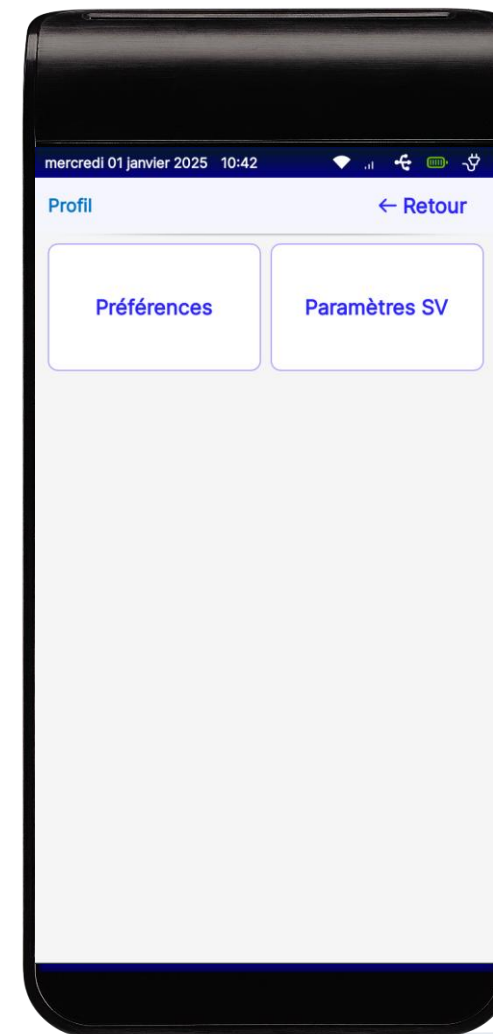 mercredi 01 janvier 2025 10:42
Profil ← Retour
Préférences Paramètres SV